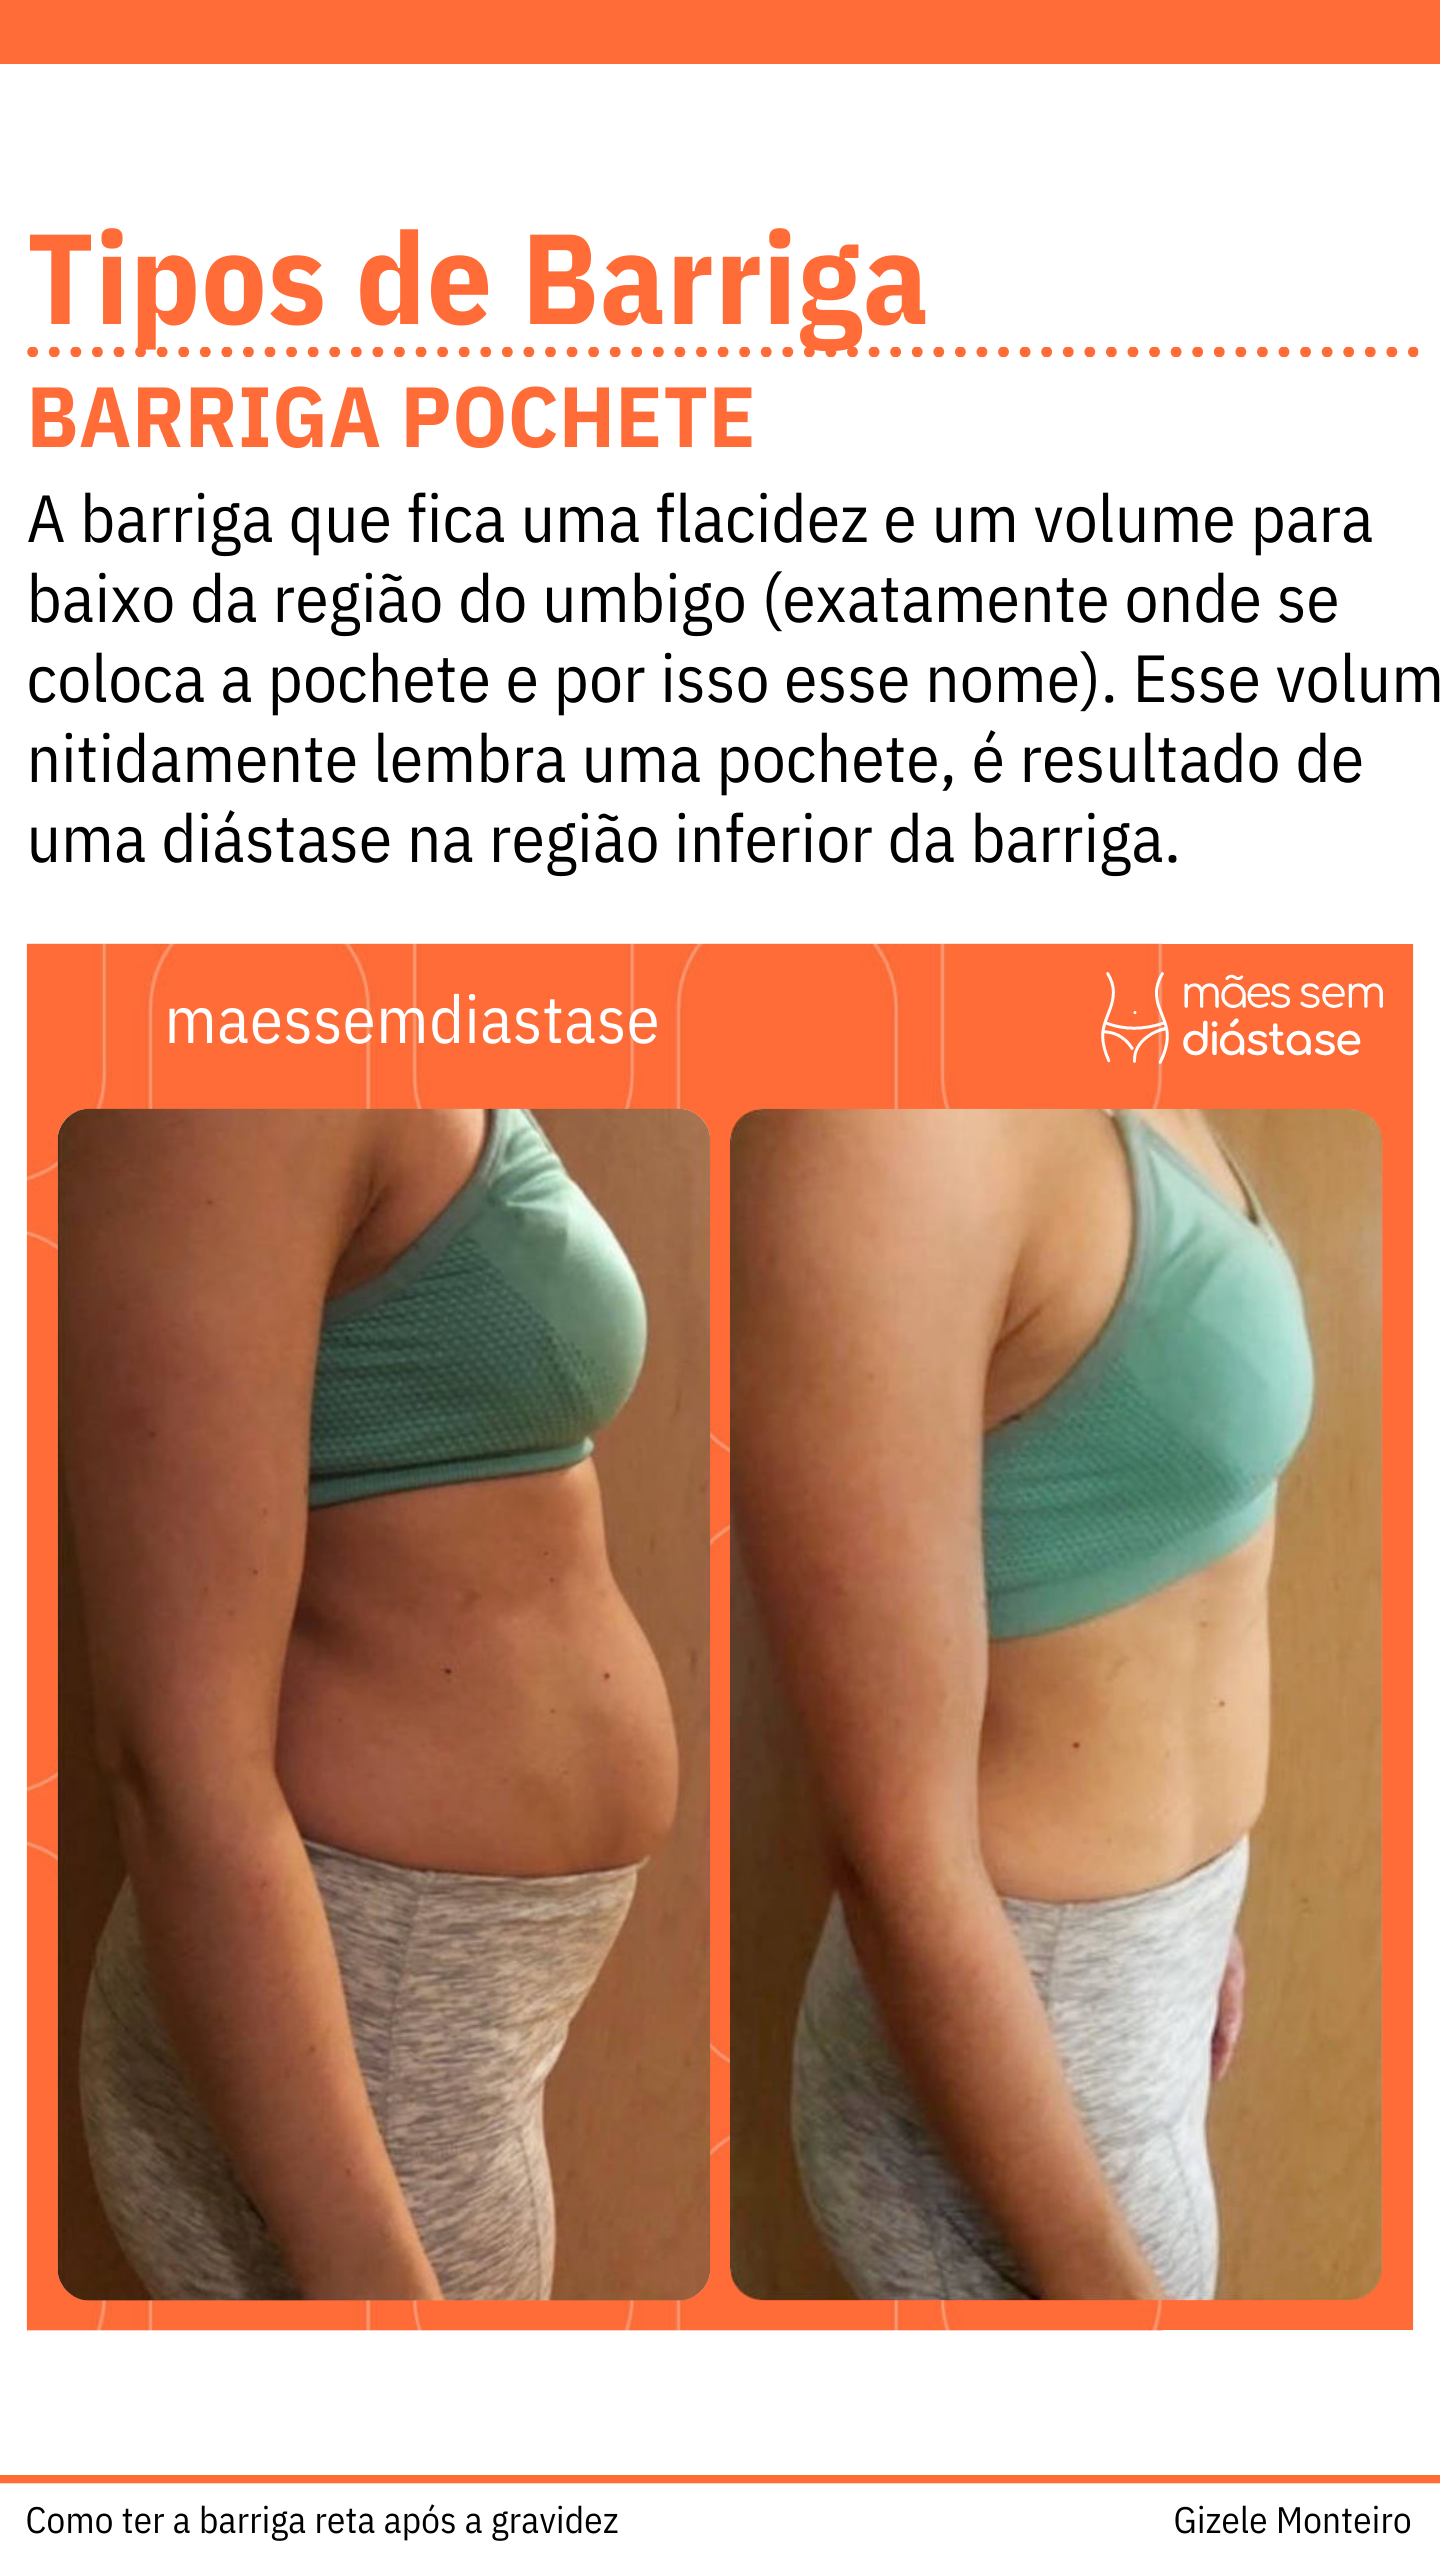 Tipos de Barriga
BARRIGA POCHETE
A barriga que fica uma flacidez e um volume para
baixo da região do umbigo (exatamente onde se
coloca a pochete e por isso esse nome). Esse volum
nitidamente lembra uma pochete, é resultado de
uma diástase na região inferior da barriga.
maessemdiastase
mães sem
diástase
Como ter a barriga reta após a gravidez
Gizele Monteiro